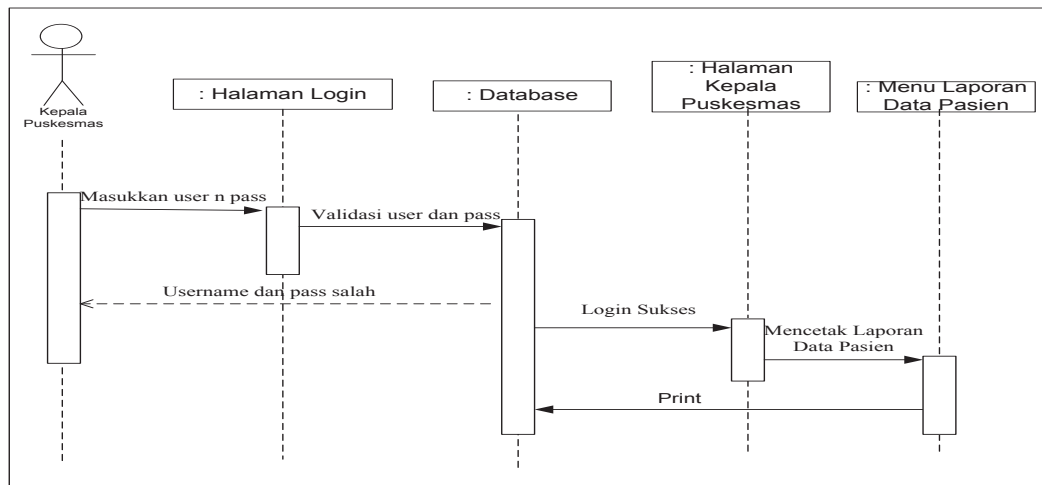 Kepala
Puskesmas
: Halaman Login
: Database
: Halaman
Kepala
Puskesmas
: Menu Laporan
Data Pasien
Masukkan user n pass
Validasi user dan pass
Username dan pass salah
Login Sukses
Mencetak Laporan
Data Pasien
Print